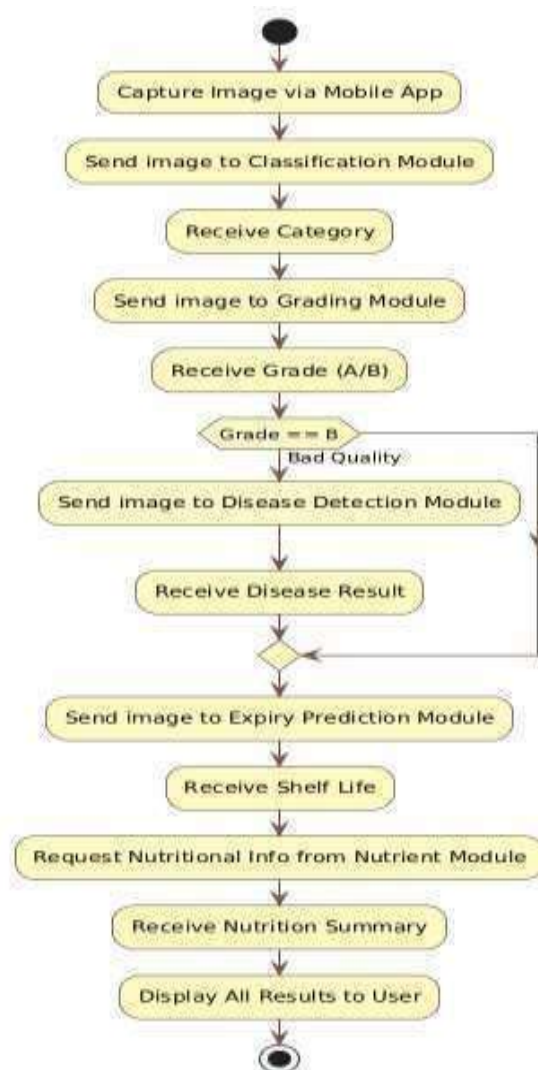 Capture Image via Mobile App
Send image to Classification Module
Receive Category
Send image to Grading Module
Receive Grade (A/B)
Grade == B
Bad Quality
Send image to Disease Detection Module
Receive Disease Result
Send image to Expiry Prediction Module
Receive Shelf Life
Request Nutritional Info from Nutrient Module
Receive Nutrition Summary
Display All Results to User